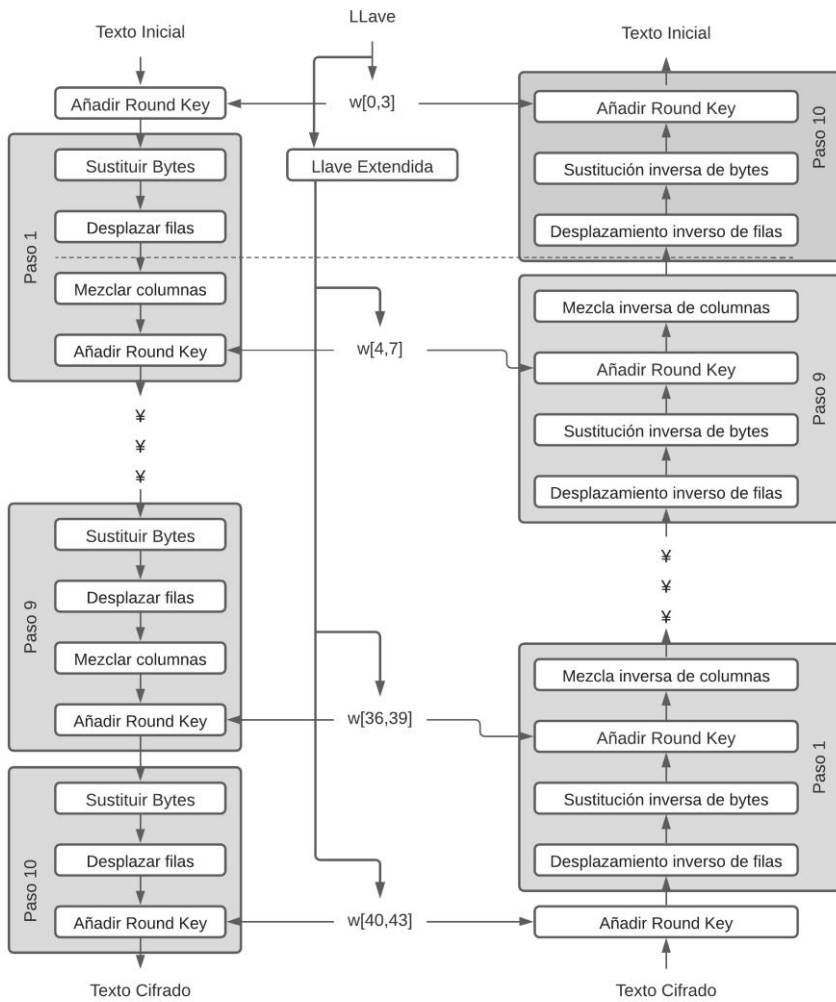 Texto Inicial
Añadir Round Key
Paso 1
Sustituir Bytes
Desplazar filas
Mezclar columnas
Añadir Round Key
¥
¥
¥
Paso 9
Sustituir Bytes
Desplazar filas
Mezclar columnas
Añadir Round Key
Paso 10
Sustituir Bytes
Desplazar filas
Añadir Round Key
Texto Cifrado
LLave
w[0,3]
Llave Extendida
w[4,7]
w[36,39]
w[40,43]
Texto Inicial
Añadir Round Key
Sustitución inversa de bytes
Desplazamiento inverso de filas
Paso 10
Mezcla inversa de columnas
Añadir Round Key
Sustitución inversa de bytes
Desplazamiento inverso de filas
Paso 9
¥
¥
¥
Mezcla inversa de columnas
Añadir Round Key
Sustitución inversa de bytes
Desplazamiento inverso de filas
Paso 1
Añadir Round Key
Texto Cifrado